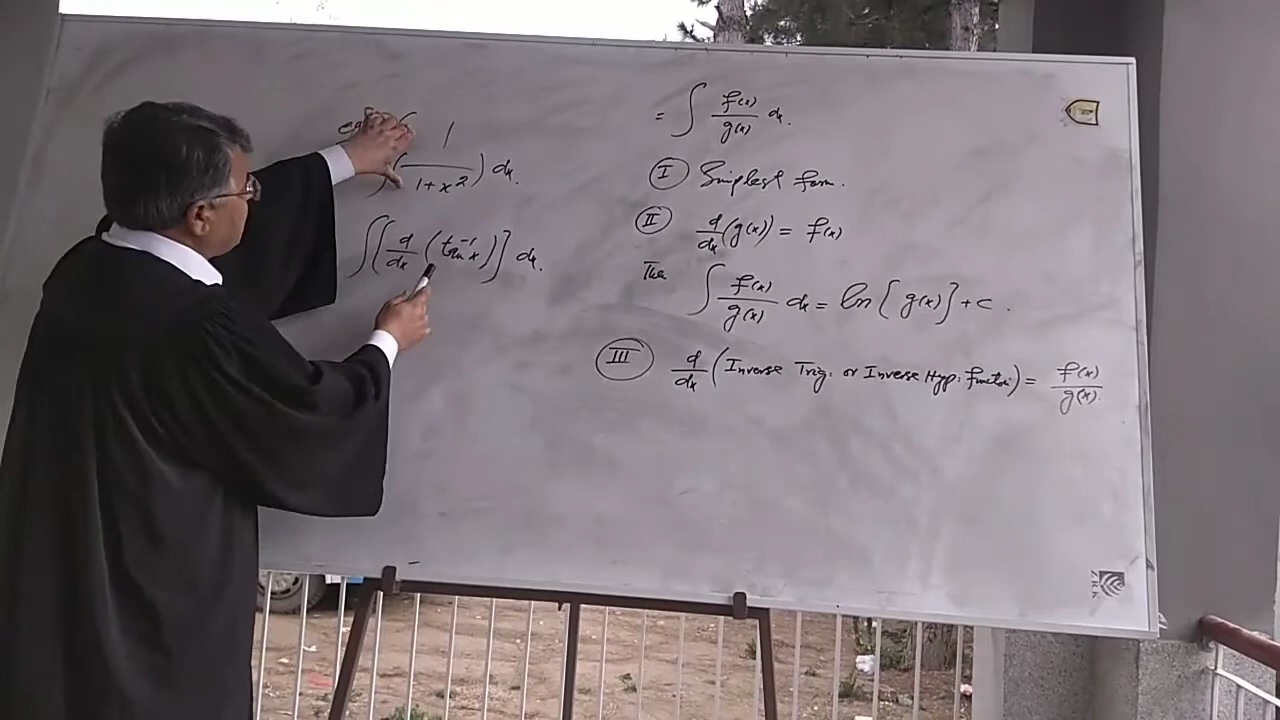 ∫ (1/(1+x²)) dx.
∫ [d/dx (tan⁻¹x)] dx.
= ∫ f(x)/g(x) dx.
(I) Simplest form.
(II) d/dx (g(x)) = f(x)
Then ∫ f(x)/g(x) dx = ln [g(x)] + c.
(III) d/dx (Inverse Trig. or Inverse Hyp. function) = f(x)/g(x).